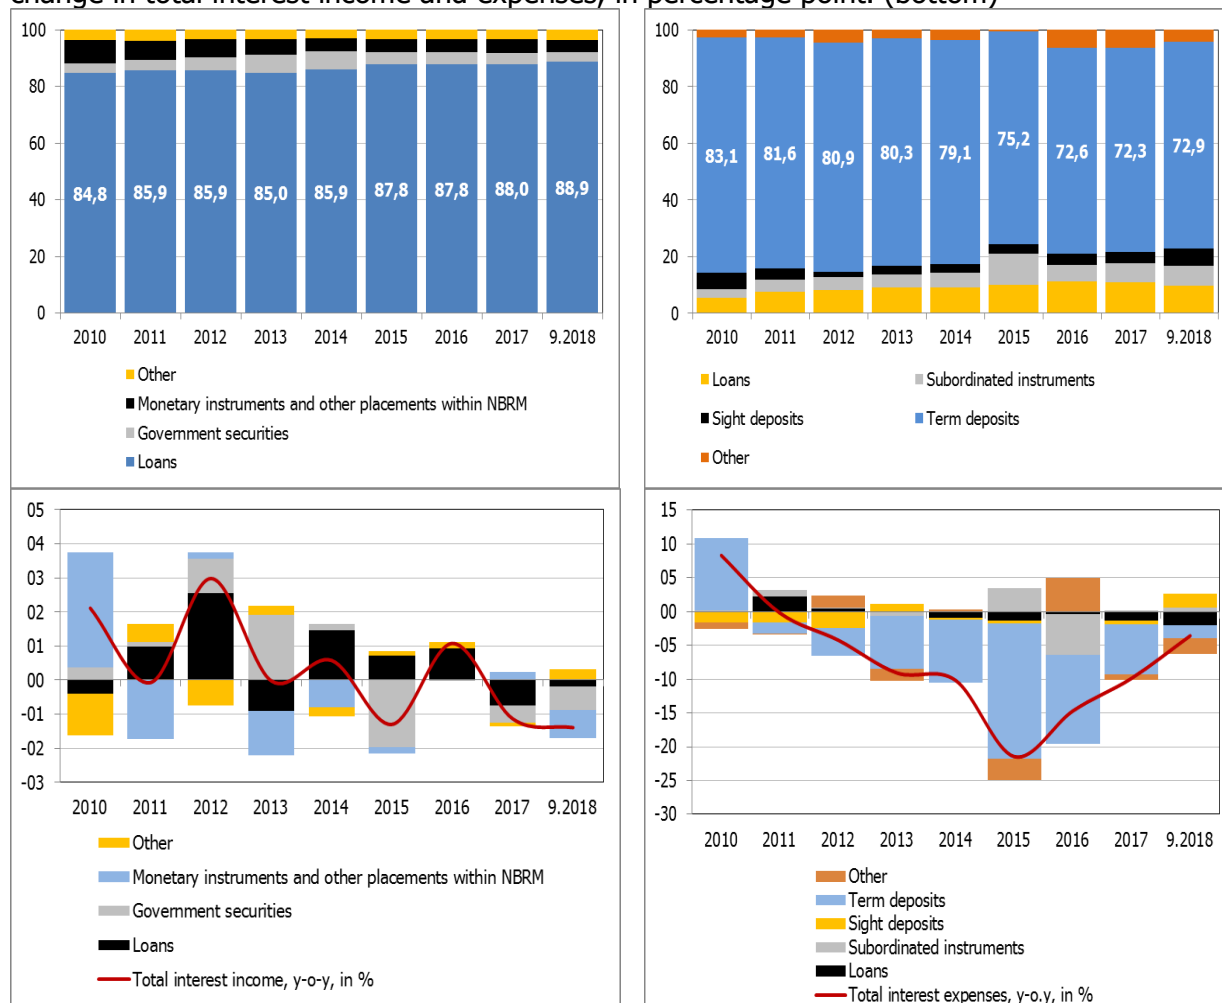 change in total interest income and expenses, in percentage point. (bottom)
100
80
60
40
20
0
84,8 85,9 85,9 85,0 85,9 87,8 87,8 88,0 88,9
2010 2011 2012 2013 2014 2015 2016 2017 9.2018
Other
Monetary instruments and other placements within NBRM
Government securities
Loans
100
80
60
40
20
0
83,1 81,6 80,9 80,3 79,1 75,2 72,6 72,3 72,9
2010 2011 2012 2013 2014 2015 2016 2017 9.2018
Loans Subordinated instruments
Sight deposits Term deposits
Other
05
04
03
02
01
00
-01
-02
-03
2010 2011 2012 2013 2014 2015 2016 2017 9.2018
Other
Monetary instruments and other placements within NBRM
Government securities
Loans
Total interest income, y-o-y, in %
15
10
05
00
-05
-10
-15
-20
-25
-30
2010 2011 2012 2013 2014 2015 2016 2017 9.2018
Other
Term deposits
Sight deposits
Subordinated instruments
Loans
Total interest expenses, y-o.y, in %